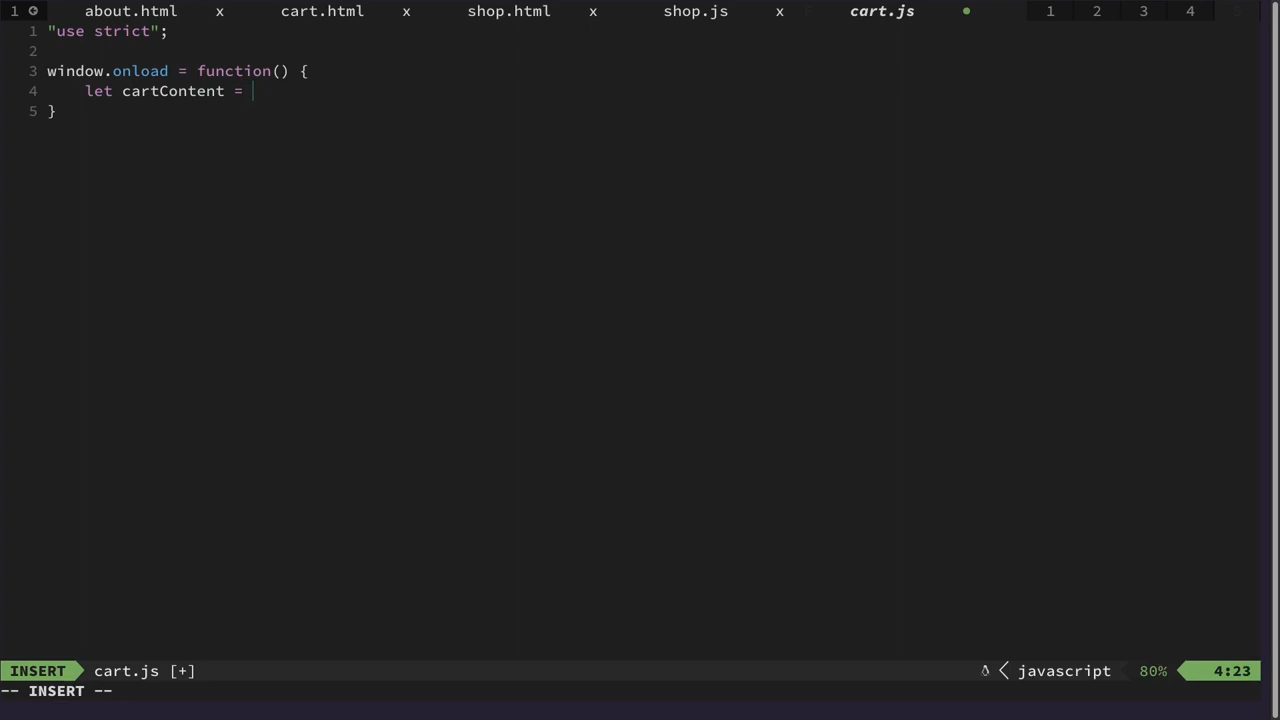 1 about.html x cart.html x shop.html x shop.js x cart.js 1 2 3 4
1 "use strict";
2
3 window.onload = function() {
4 let cartContent =
5 }
INSERT cart.js [+] javascript 80% 4:23
-- INSERT --